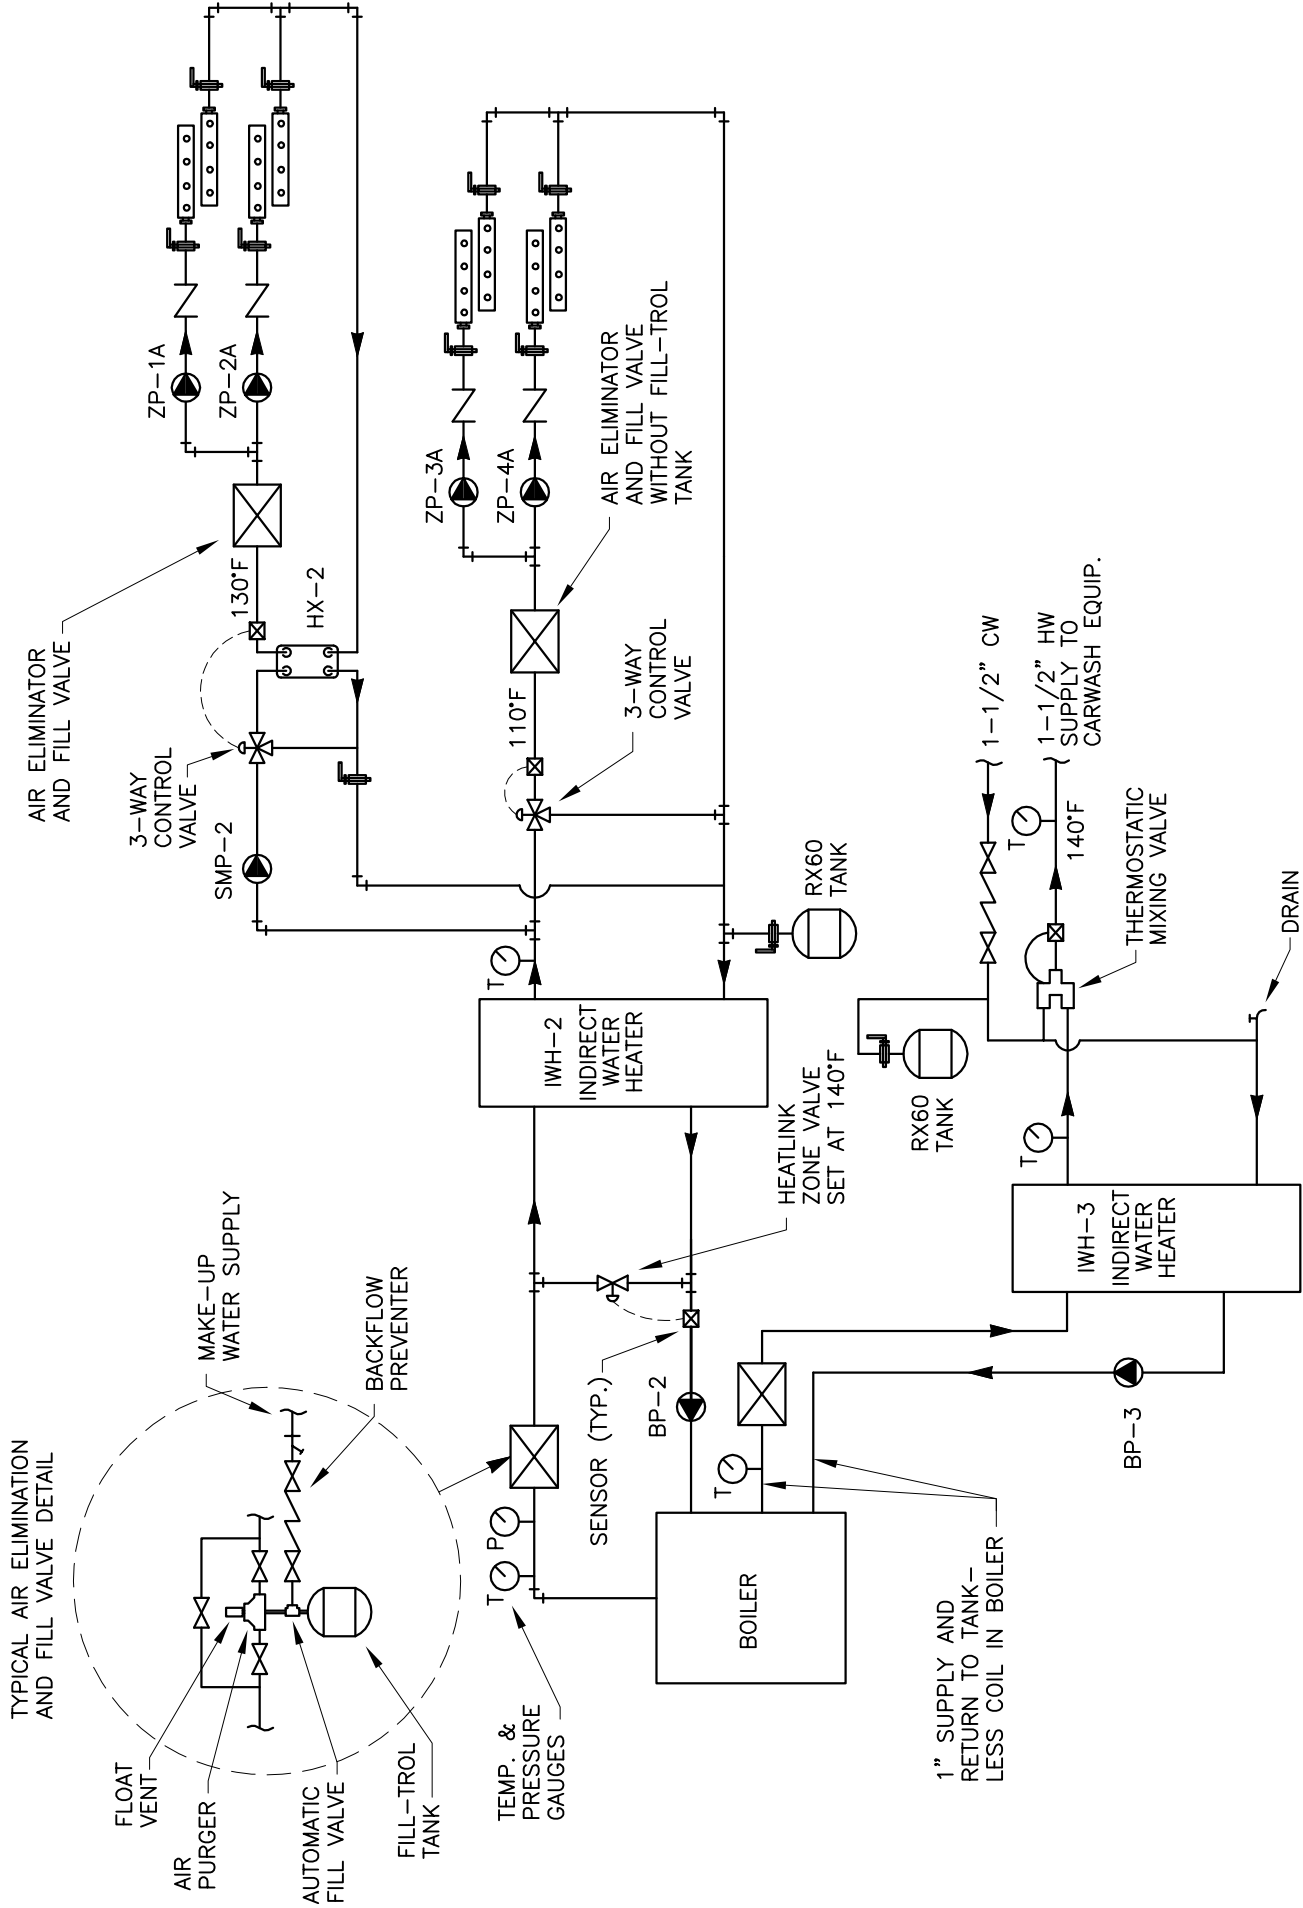 TYPICAL AIR ELIMINATION
AND FILL VALVE DETAIL
FLOAT
VENT
AIR
PURGER
AUTOMATIC
FILL VALVE
FILL-TROL
TANK
MAKE-UP
WATER SUPPLY
BACKFLOW
PREVENTER
AIR ELIMINATOR
AND FILL VALVE
3-WAY
CONTROL
VALVE
SMP-2
130°F
HX-2
ZP-1A
ZP-2A
ZP-3A
ZP-4A
AIR ELIMINATOR
AND FILL VALVE
WITHOUT FILL-TROL
TANK
110°F
3-WAY
CONTROL
VALVE
T
IWH-2
INDIRECT
WATER
HEATER
RX60
TANK
T
P
TEMP. &
PRESSURE
GAUGES
SENSOR (TYP.)
BP-2
HEATLINK
ZONE VALVE
SET AT 140°F
BOILER
T
1" SUPPLY AND
RETURN TO TANK-
LESS COIL IN BOILER
BP-3
IWH-3
INDIRECT
WATER
HEATER
T
RX60
TANK
1-1/2" CW
1-1/2" HW
SUPPLY TO
CARWASH EQUIP.
T
140°F
THERMOSTATIC
MIXING VALVE
DRAIN